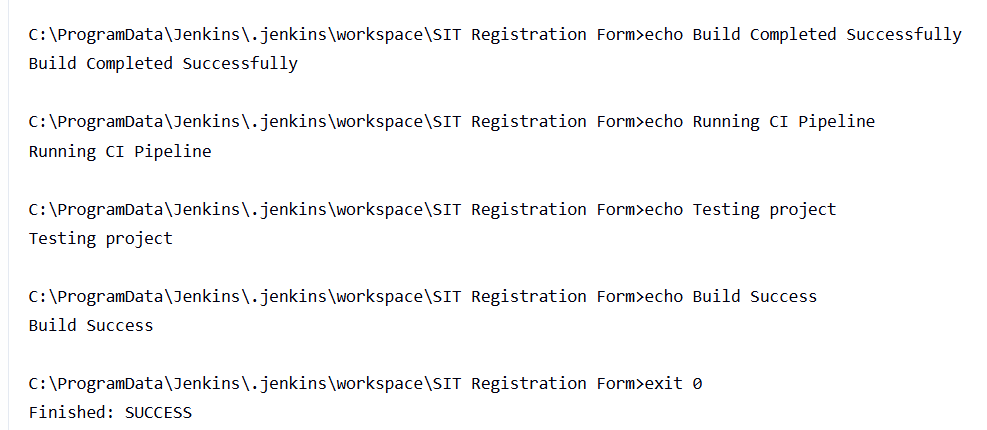 C:\ProgramData\Jenkins\.jenkins\workspace\SIT Registration Form>echo Build Completed Successfully
Build Completed Successfully
C:\ProgramData\Jenkins\.jenkins\workspace\SIT Registration Form>echo Running CI Pipeline
Running CI Pipeline
C:\ProgramData\Jenkins\.jenkins\workspace\SIT Registration Form>echo Testing project
Testing project
C:\ProgramData\Jenkins\.jenkins\workspace\SIT Registration Form>echo Build Success
Build Success
C:\ProgramData\Jenkins\.jenkins\workspace\SIT Registration Form>exit 0
Finished: SUCCESS